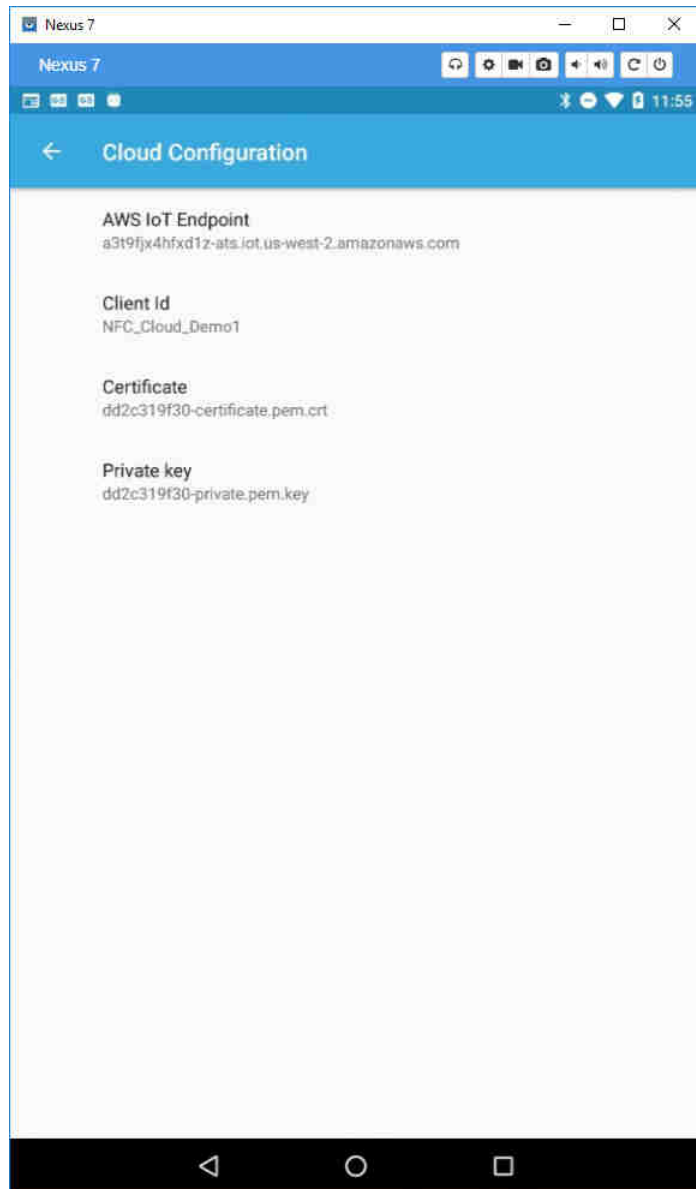 Nexus 7
Nexus 7
11:55
Cloud Configuration
AWS IoT Endpoint
a3t9fjx4hfxd1z-ats.iot.us-west-2.amazonaws.com
Client Id
NFC_Cloud_Demo1
Certificate
dd2c319f30-certificate.pem.crt
Private key
dd2c319f30-private.pem.key